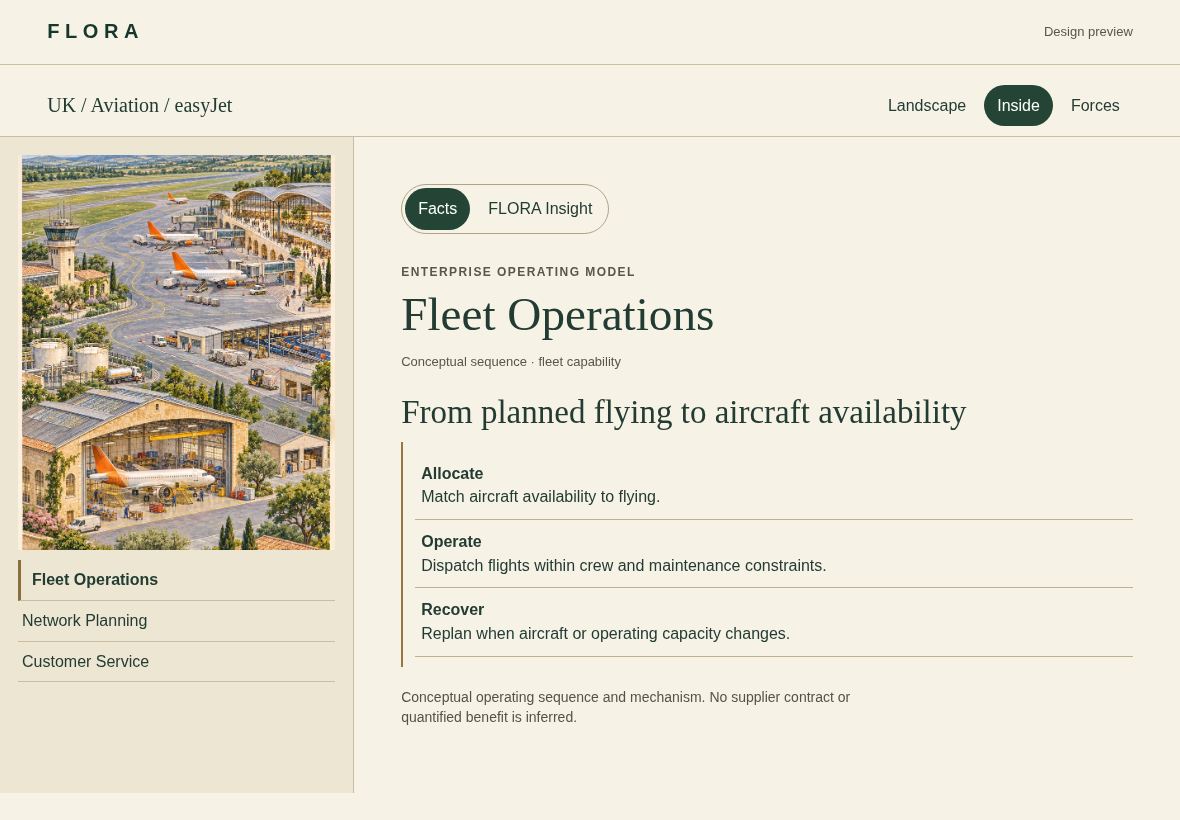 FLORA
Design preview
UK / Aviation / easyJet
Landscape
Inside
Forces
Facts
FLORA Insight
ENTERPRISE OPERATING MODEL
Fleet Operations
Conceptual sequence · fleet capability
From planned flying to aircraft availability
Allocate
Match aircraft availability to flying.
Operate
Dispatch flights within crew and maintenance constraints.
Recover
Replan when aircraft or operating capacity changes.
Conceptual operating sequence and mechanism. No supplier contract or
quantified benefit is inferred.
Fleet Operations
Network Planning
Customer Service